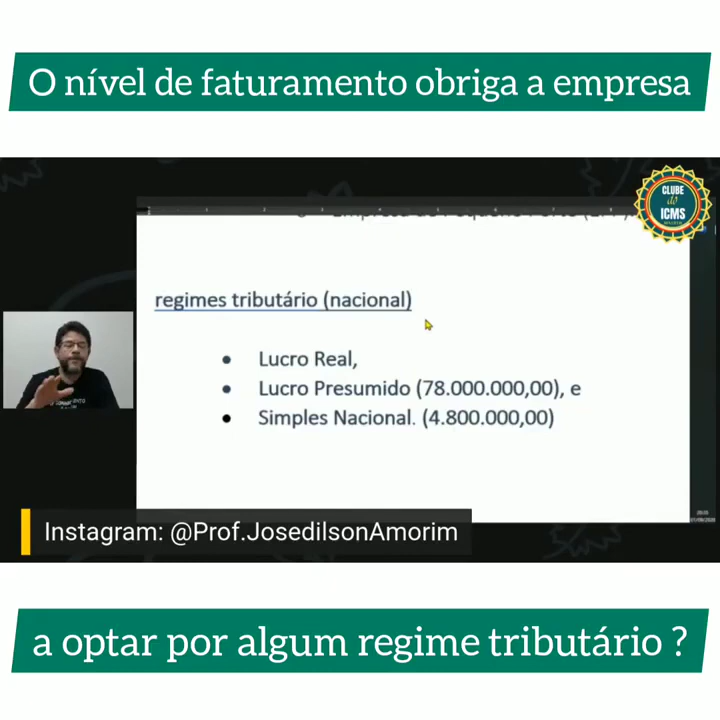 O nível de faturamento obriga a empresa
CLUBE
do
ICMS
regimes tributário (nacional)
• Lucro Real,
• Lucro Presumido (78.000.000,00), e
• Simples Nacional. (4.800.000,00)
Instagram: @Prof.JosedilsonAmorim
a optar por algum regime tributário ?